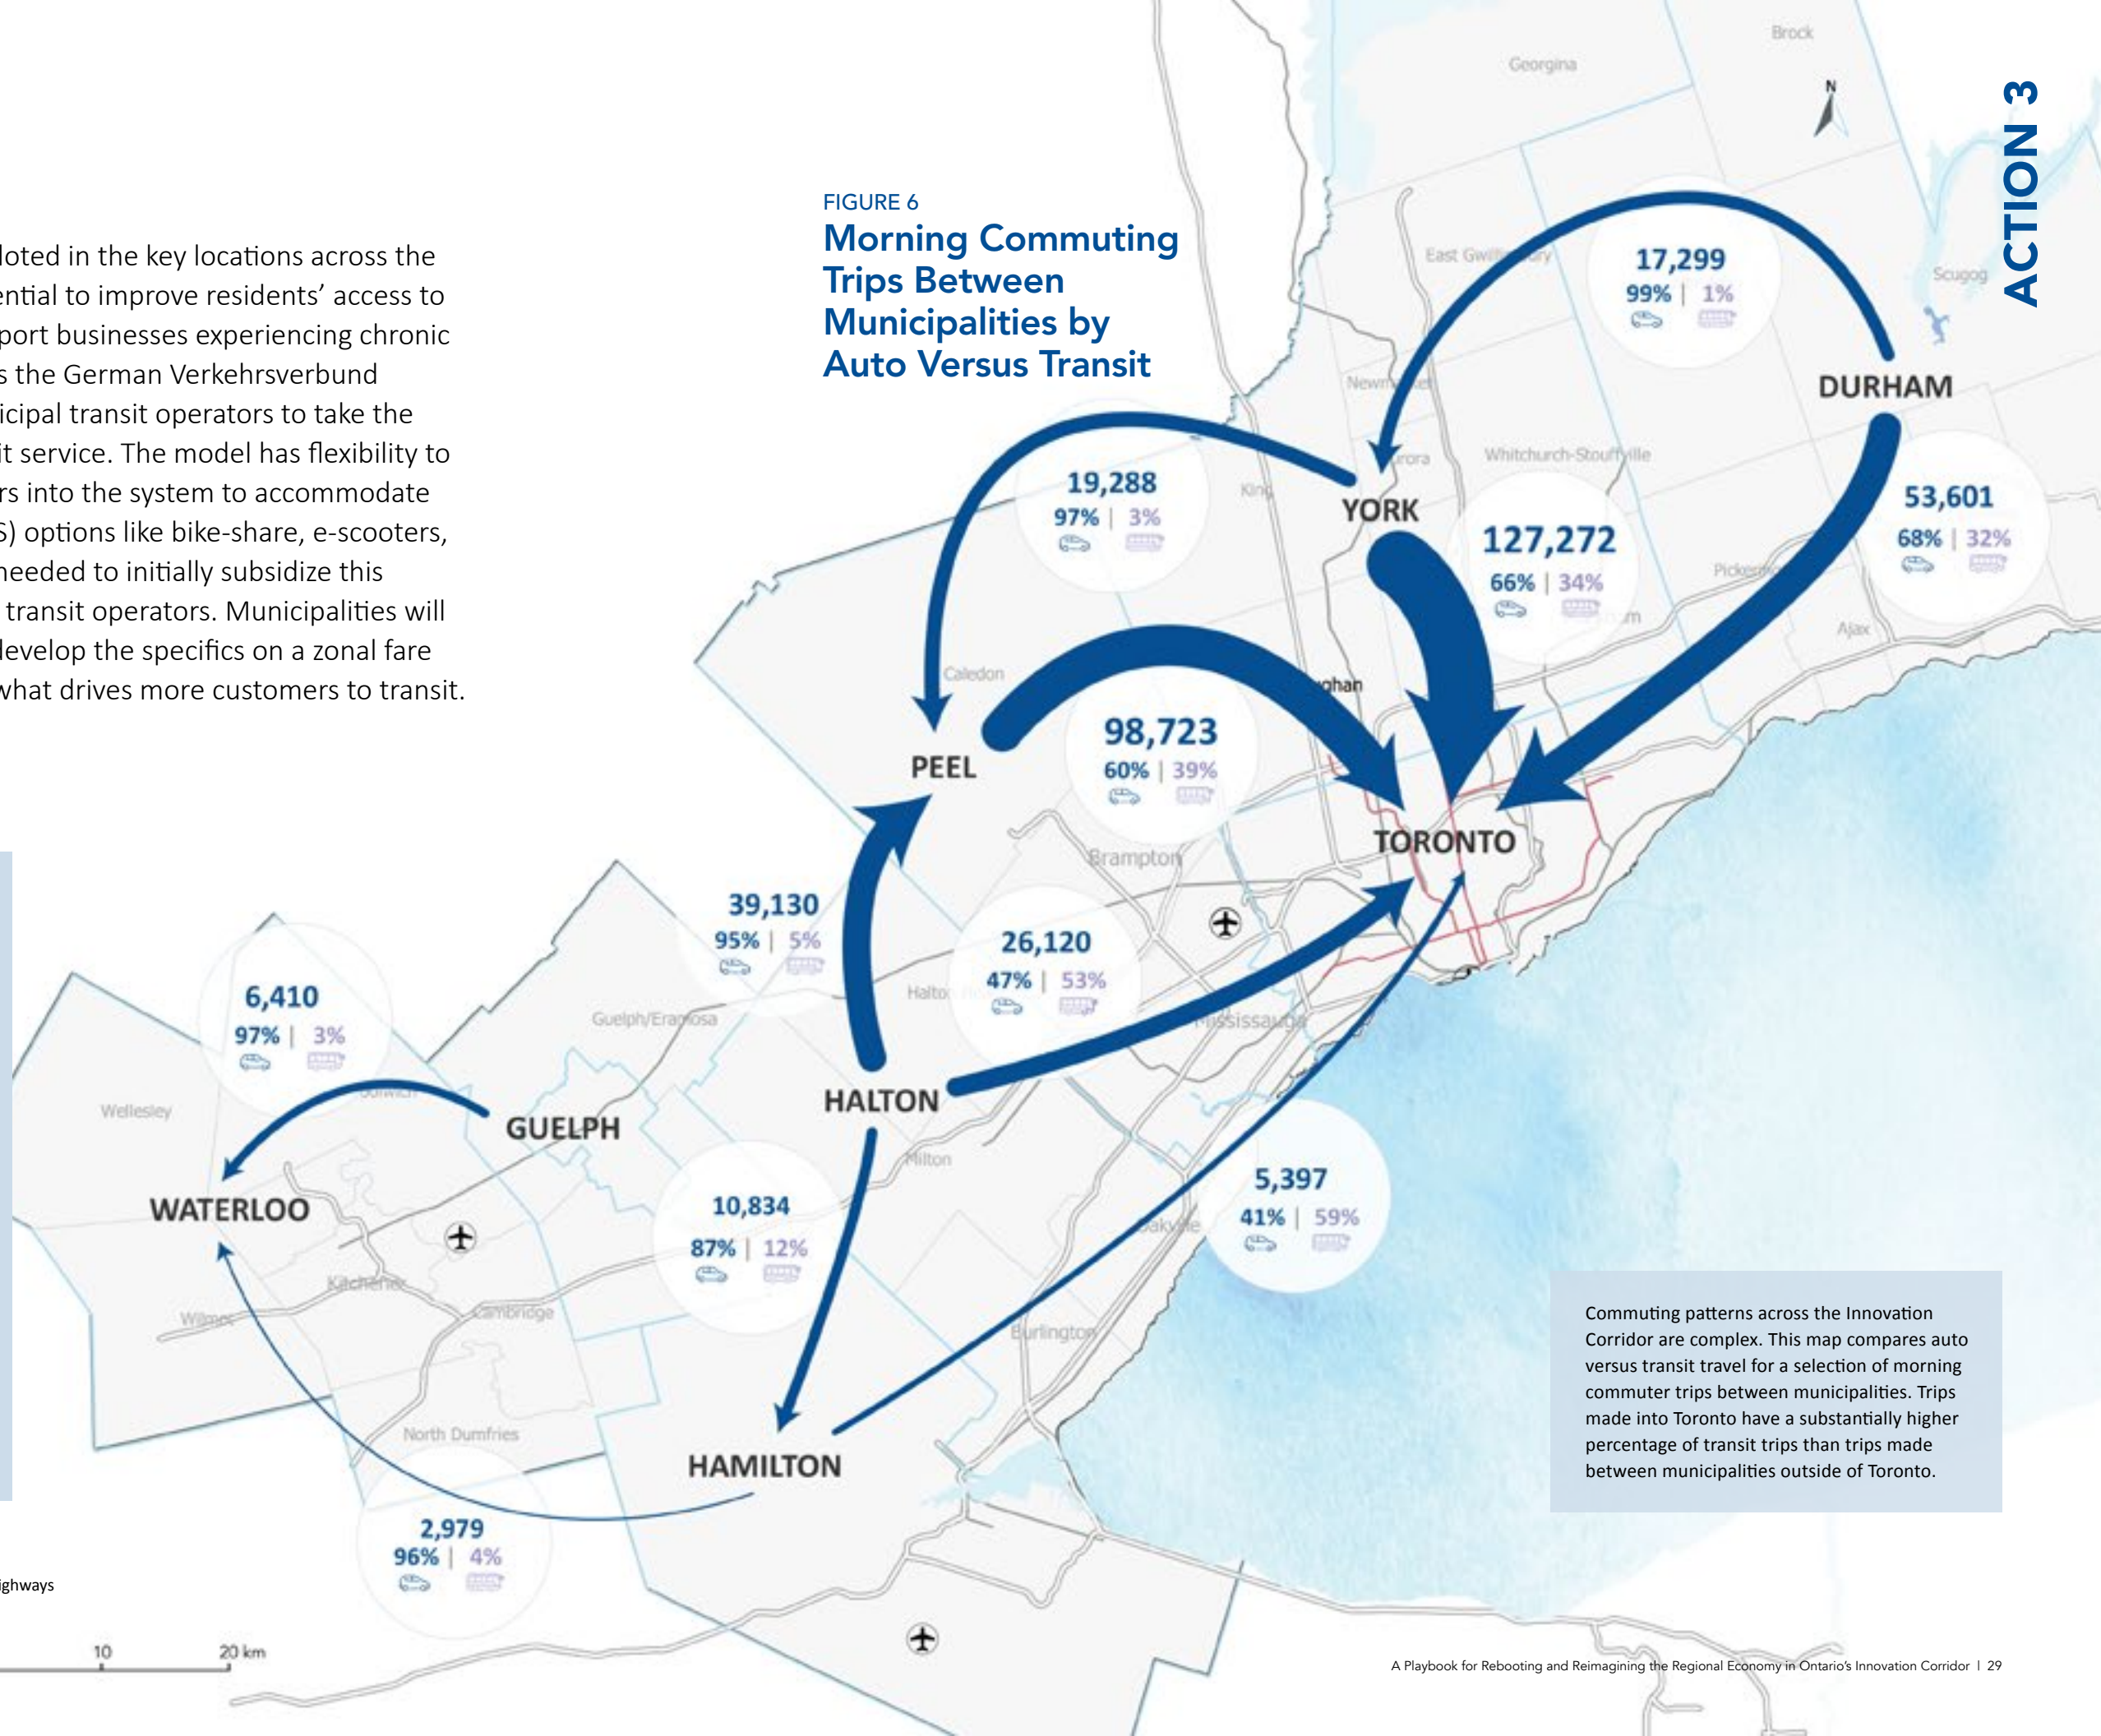 loted in the key locations across the
ential to improve residents’ access to
port businesses experiencing chronic
s the German Verkehrsverbund
icipal transit operators to take the
it service. The model has flexibility to
rs into the system to accommodate
S) options like bike-share, e-scooters,
needed to initially subsidize this
transit operators. Municipalities will
develop the specifics on a zonal fare
what drives more customers to transit.
FIGURE 6
Morning Commuting
Trips Between
Municipalities by
Auto Versus Transit
ACTION 3
Brock
Georgina
N
East Gwillimbury
17,299
99% | 1%
Scugog
DURHAM
Newmarket
19,288
97% | 3%
King
Aurora
Whitchurch-Stouffville
YORK
127,272
66% | 34%
53,601
68% | 32%
Pickering
Ajax
Caledon
ughan
98,723
60% | 39%
PEEL
TORONTO
Brampton
39,130
95% | 5%
26,120
47% | 53%
Halton
6,410
97% | 3%
Guelph/Eramosa
Mississauga
Wellesley
Woolwich
GUELPH
HALTON
Milton
WATERLOO
10,834
87% | 12%
5,397
41% | 59%
Oakville
Kitchener
Wilmot
Cambridge
Burlington
North Dumfries
HAMILTON
2,979
96% | 4%
Commuting patterns across the Innovation
Corridor are complex. This map compares auto
versus transit travel for a selection of morning
commuter trips between municipalities. Trips
made into Toronto have a substantially higher
percentage of transit trips than trips made
between municipalities outside of Toronto.
ighways
10
20 km
A Playbook for Rebooting and Reimagining the Regional Economy in Ontario’s Innovation Corridor | 29